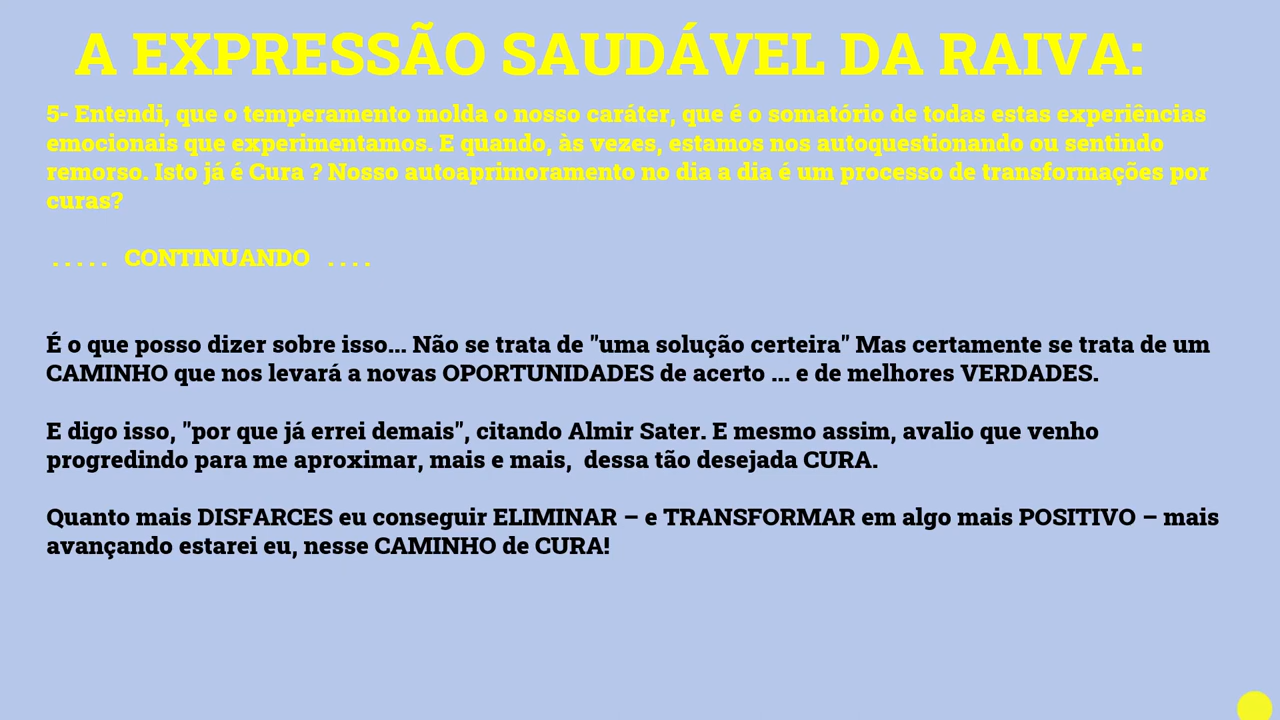 A EXPRESSÃO SAUDÁVEL DA RAIVA:
5- Entendi, que o temperamento molda o nosso caráter, que é o somatório de todas estas experiências
emocionais que experimentamos. E quando, às vezes, estamos nos autoquestionando ou sentindo
remorso. Isto já é Cura ? Nosso autoaprimoramento no dia a dia é um processo de transformações por
curas?
. . . . . CONTINUANDO . . . .
É o que posso dizer sobre isso... Não se trata de "uma solução certeira" Mas certamente se trata de um
CAMINHO que nos levará a novas OPORTUNIDADES de acerto ... e de melhores VERDADES.
E digo isso, "por que já errei demais", citando Almir Sater. E mesmo assim, avalio que venho
progredindo para me aproximar, mais e mais, dessa tão desejada CURA.
Quanto mais DISFARCES eu conseguir ELIMINAR – e TRANSFORMAR em algo mais POSITIVO – mais
avançando estarei eu, nesse CAMINHO de CURA!